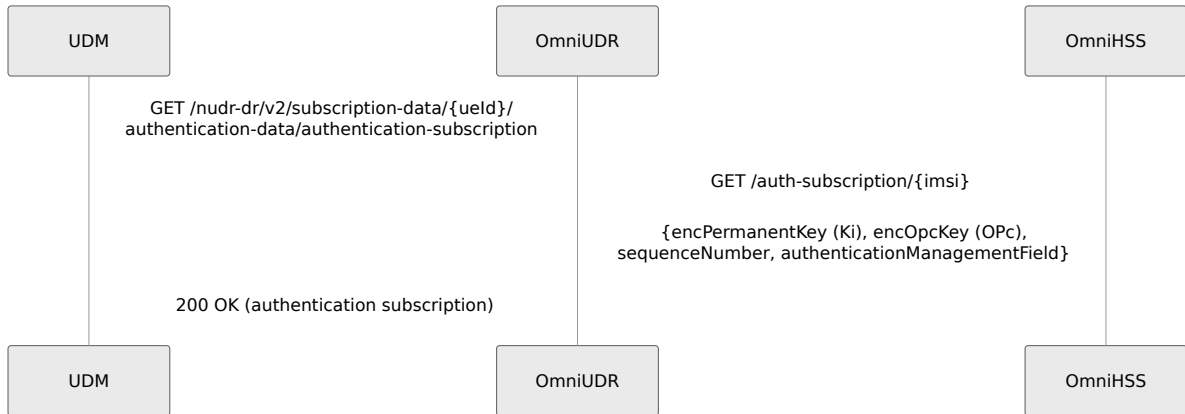 UDM
OmniUDR
OmniHSS
GET /nudr-dr/v2/subscription-data/{ueId}/
authentication-data/authentication-subscription
GET /auth-subscription/{imsi}
{encPermanentKey (Ki), encOpcKey (OPc),
sequenceNumber, authenticationManagementField}
200 OK (authentication subscription)
UDM
OmniUDR
OmniHSS